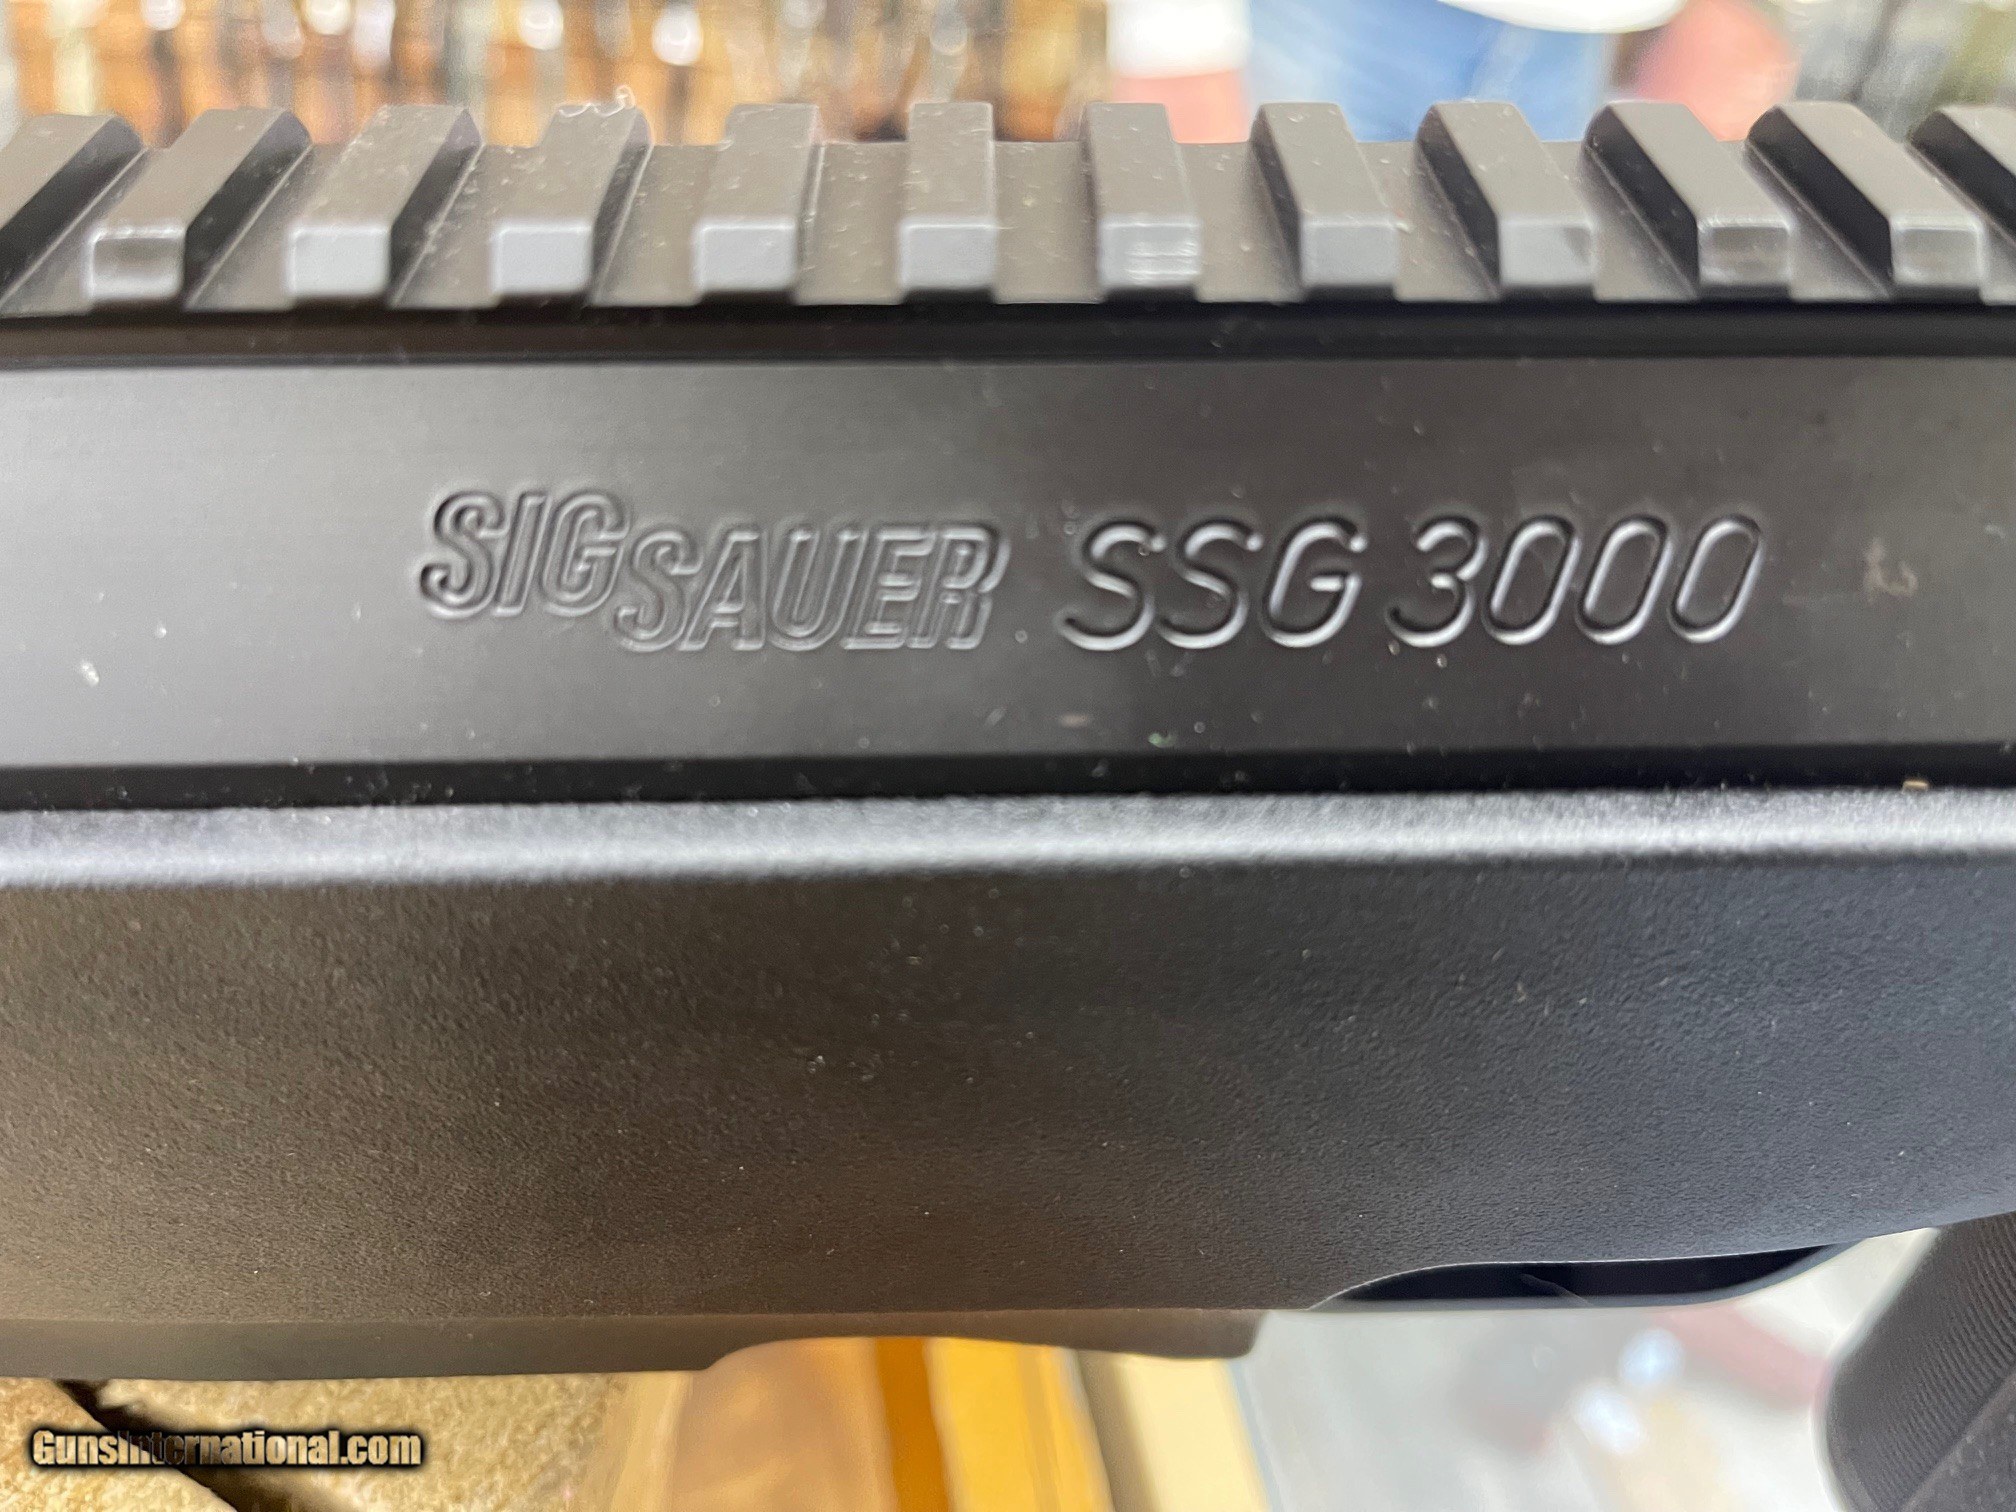 SIG SAUER SSG 3000
GunsInternational.com